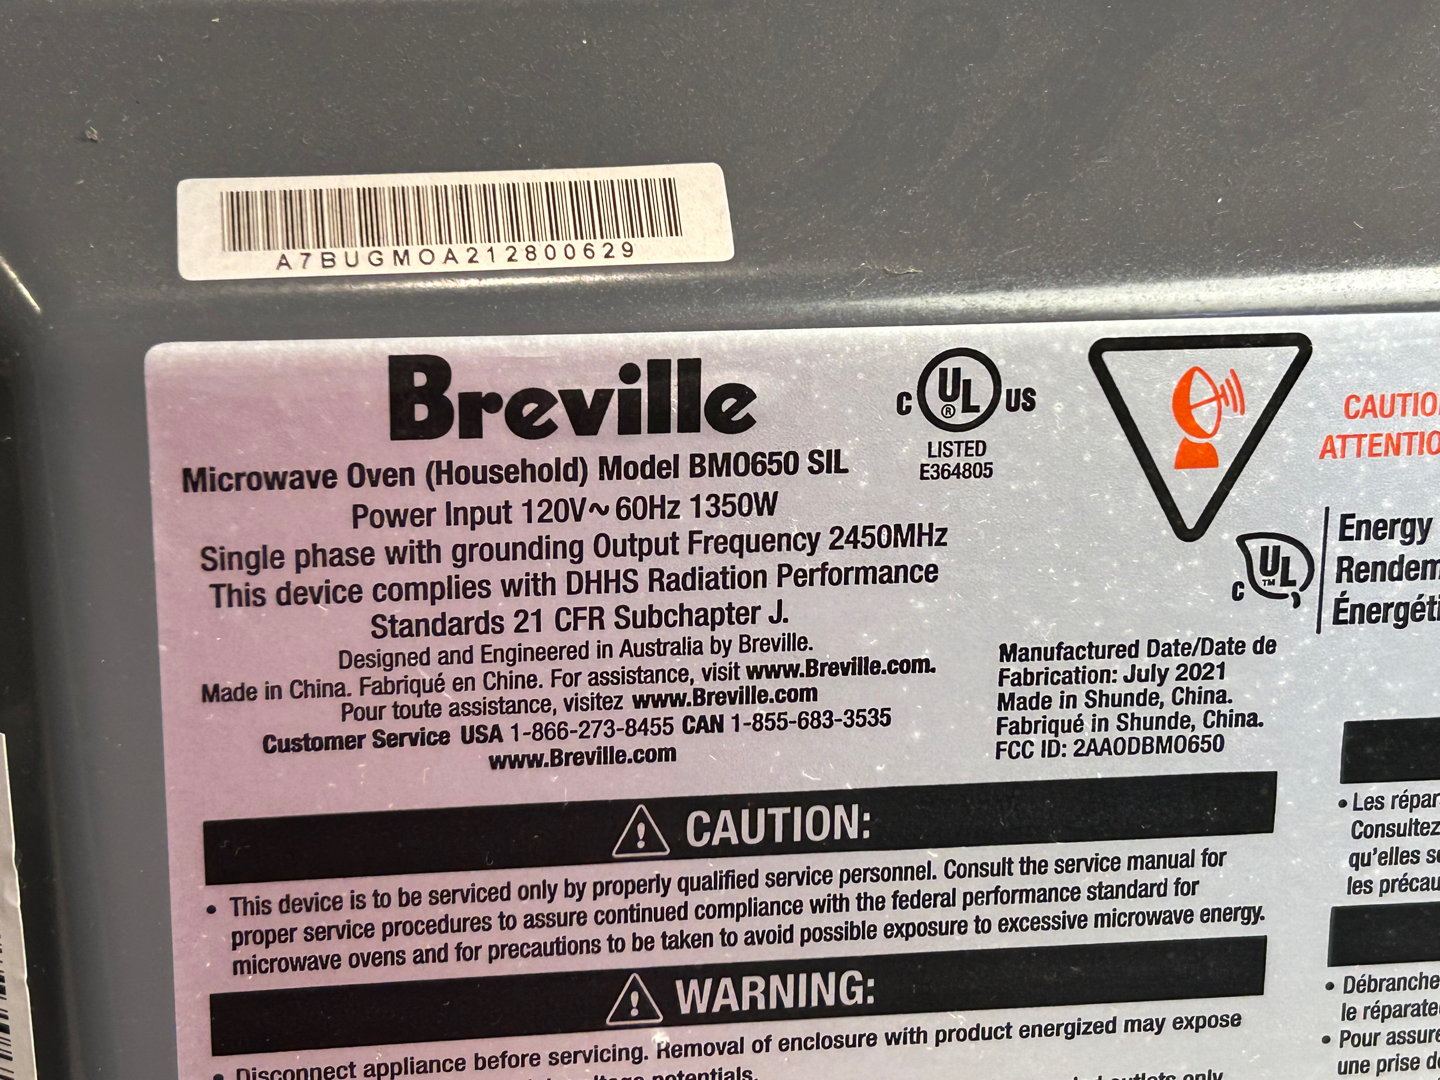 A7BUGMOA212800629
Breville
Microwave Oven (Household) Model BMO650 SIL
Power Input 120V~ 60Hz 1350W
Single phase with grounding Output Frequency 2450MHz
This device complies with DHHS Radiation Performance
Standards 21 CFR Subchapter J.
Designed and Engineered in Australia by Breville.
Made in China. Fabriqué en Chine. For assistance, visit www.Breville.com.
Pour toute assistance, visitez www.Breville.com
Customer Service USA 1-866-273-8455 CAN 1-855-683-3535
www.Breville.com
C UL ® US
LISTED
E364805
Manufactured Date/Date de
Fabrication: July 2021
Made in Shunde, China.
Fabriqué in Shunde, China.
FCC ID: 2AAODBMO650
CAUTIO
ATTENTIO
C UL ™
Energy
Rendem
Énergéti
CAUTION:
• This device is to be serviced only by properly qualified service personnel. Consult the service manual for
proper service procedures to assure continued compliance with the federal performance standard for
microwave ovens and for precautions to be taken to avoid possible exposure to excessive microwave energy.
WARNING:
• Disconnect appliance before servicing. Removal of enclosure with product energized may expose
potentials.
outlets only
• Les répar
Consultez
qu'elles se
les précau
• Débranche
le réparate
• Pour assure
une prise de